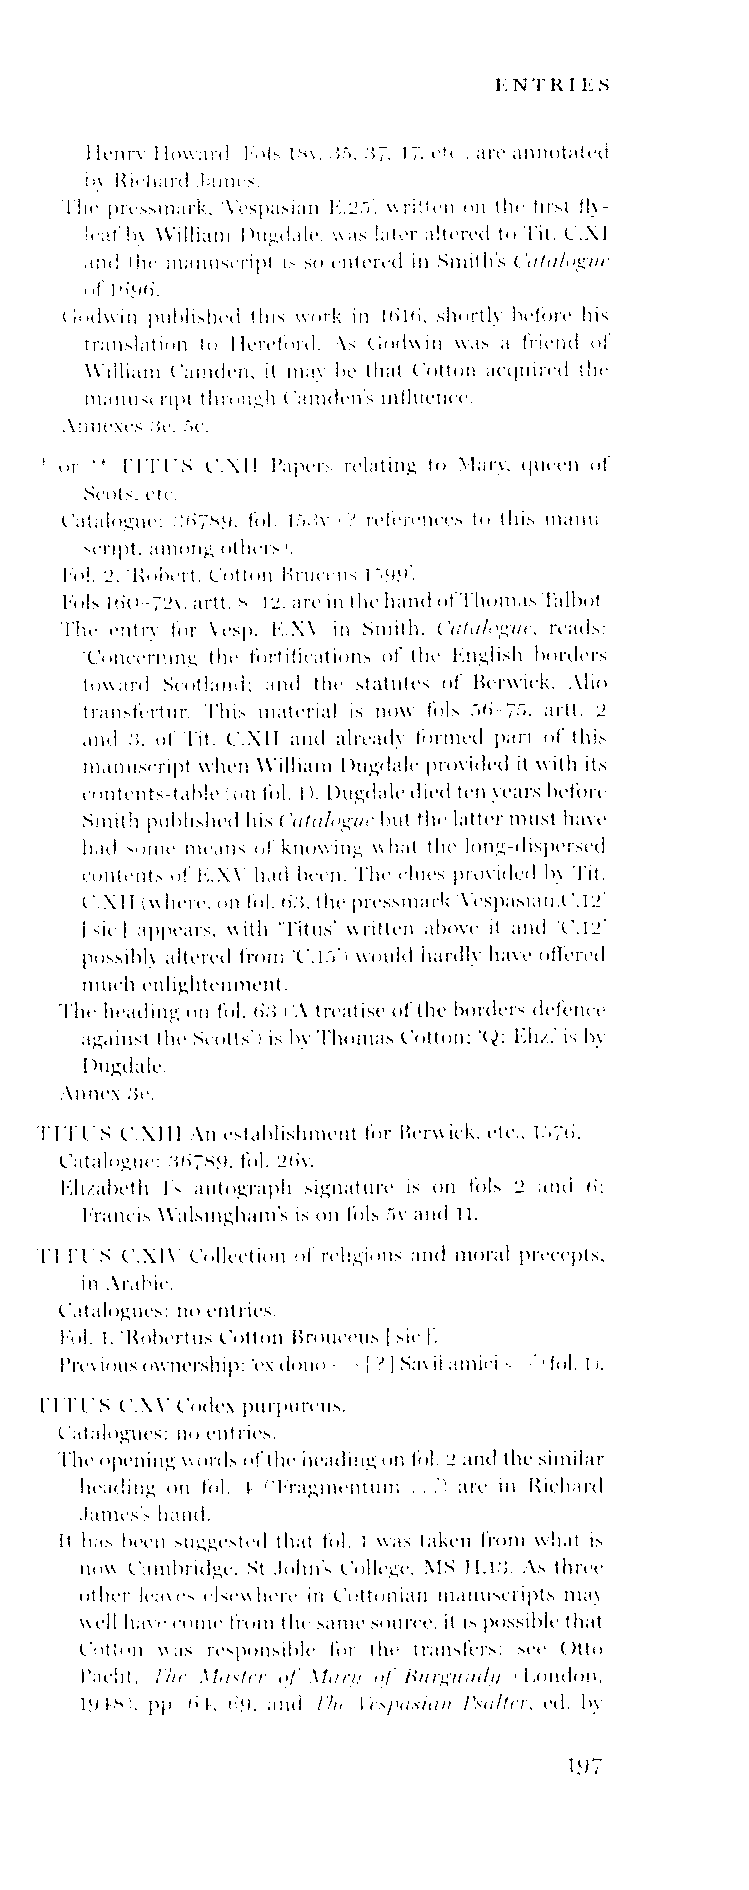 ENTRIES
Henry Howard. Fols 18v, 35, 37, 47, etc., are annotated
by Richard James.
The pressmark, 'Vespasian E.25', written on the first fly-
leaf by William Dugdale, was later altered to Tit. C.XI
and the manuscript is so entered in Smith's Catalogue
of 1696.
Godwin published this work in 1616, shortly before his
translation to Hereford. As Godwin was a friend of
William Camden, it may be that Cotton acquired the
manuscript through Camden's influence.
Annexes 3e, 5c.
* or ** TITUS C.XII Papers relating to Mary, queen of
Scots, etc.
Catalogue: 36789, fol. 153v (? references to this manu-
script, among others).
Fol. 2, 'Robert. Cotton Bruceus 1599'.
Fols 160-72v, artt. 8-12, are in the hand of Thomas Talbot.
The entry for Vesp. E.XV in Smith, Catalogue, reads:
'Concerning the fortifications of the English borders
toward Scotland; and the statutes of Berwick. Alio
transfertur.' This material is now fols 56-75, artt. 2
and 3, of Tit. C.XII and already formed part of this
manuscript when William Dugdale provided it with its
contents-table (on fol. 1). Dugdale died ten years before
Smith published his Catalogue but the latter must have
had some means of knowing what the long-dispersed
contents of E.XV had been. The clues provided by Tit.
C.XII (where, on fol. 63, the pressmark 'Vespasian.C.12'
[sic] appears, with 'Titus' written above it and 'C.12'
possibly altered from 'C.15') would hardly have offered
much enlightenment.
The heading on fol. 63 ('A treatise of the borders defence
against the Scotts') is by Thomas Cotton; 'Q: Eliz.' is by
Dugdale.
Annex 3e.
TITUS C.XIII An establishment for Berwick, etc., 1576.
Catalogue: 36789, fol. 26v.
Elizabeth I's autograph signature is on fols 2 and 6;
Francis Walsingham's is on fols 5v and 11.
TITUS C.XIV Collection of religious and moral precepts,
in Arabic.
Catalogues: no entries.
Fol. 1, 'Robertus Cotton Brouceus [sic]'.
Previous ownership: 'ex dono < > [?] Savil amici < >' (fol. 1).
TITUS C.XV Codex purpureus.
Catalogues: no entries.
The opening words of the heading on fol. 2 and the similar
heading on fol. 4 ('Fragmentum . . .') are in Richard
James's hand.
It has been suggested that fol. 1 was taken from what is
now Cambridge, St John's College, MS H.13. As three
other leaves elsewhere in Cottonian manuscripts may
well have come from the same source, it is possible that
Cotton was responsible for the transfers: see Otto
Pacht, The Master of Mary of Burgundy (London,
1948), pp. 64, 69, and The Vespasian Psalter, ed. by
197